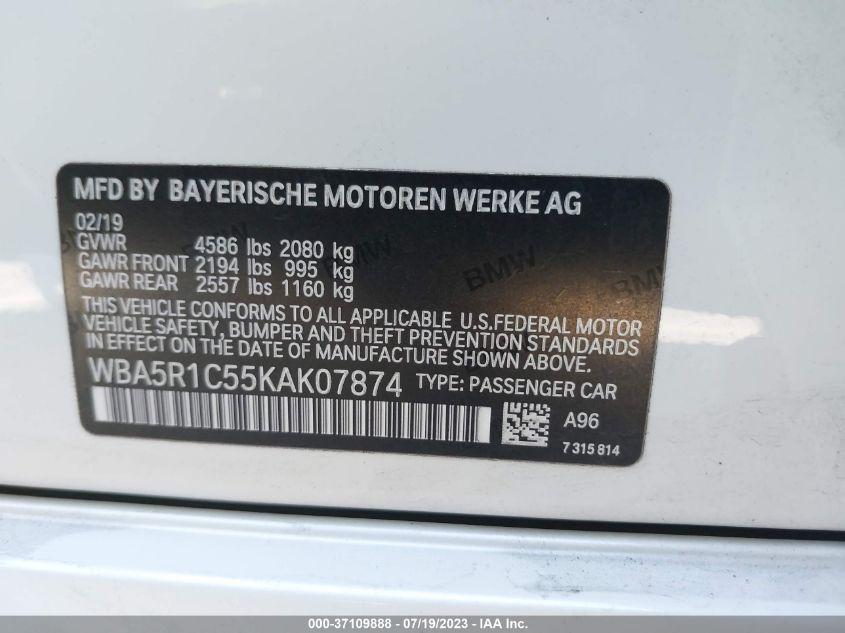 MFD BY BAYERISCHE MOTOREN WERKE AG
02/19
GVWR 4586 lbs 2080 kg
GAWR FRONT 2194 lbs 995 kg
GAWR REAR 2557 lbs 1160 kg
THIS VEHICLE CONFORMS TO ALL APPLICABLE U.S.FEDERAL MOTOR
VEHICLE SAFETY, BUMPER AND THEFT PREVENTION STANDARDS
IN EFFECT ON THE DATE OF MANUFACTURE SHOWN ABOVE.
WBA5R1C55KAK07874 TYPE: PASSENGER CAR
A96
7 315 814
BMW
BMW
000-37109888 - 07/19/2023 - IAA Inc.